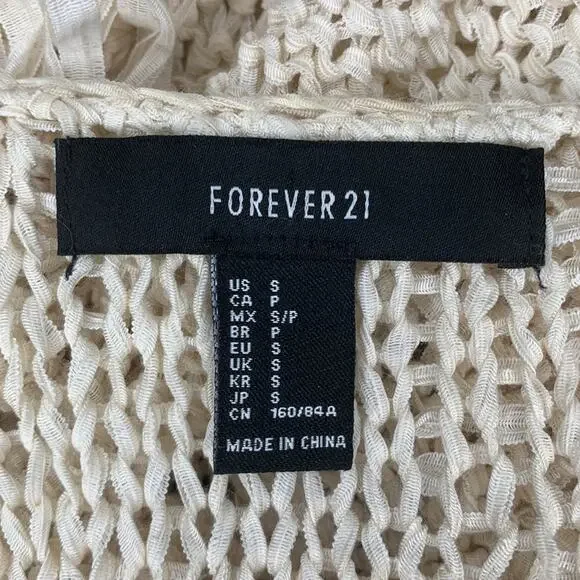 FOREVER 21
US S
CA P
MX S/P
BR P
EU S
UK S
KR S
JP S
CN 160/84A
MADE IN CHINA